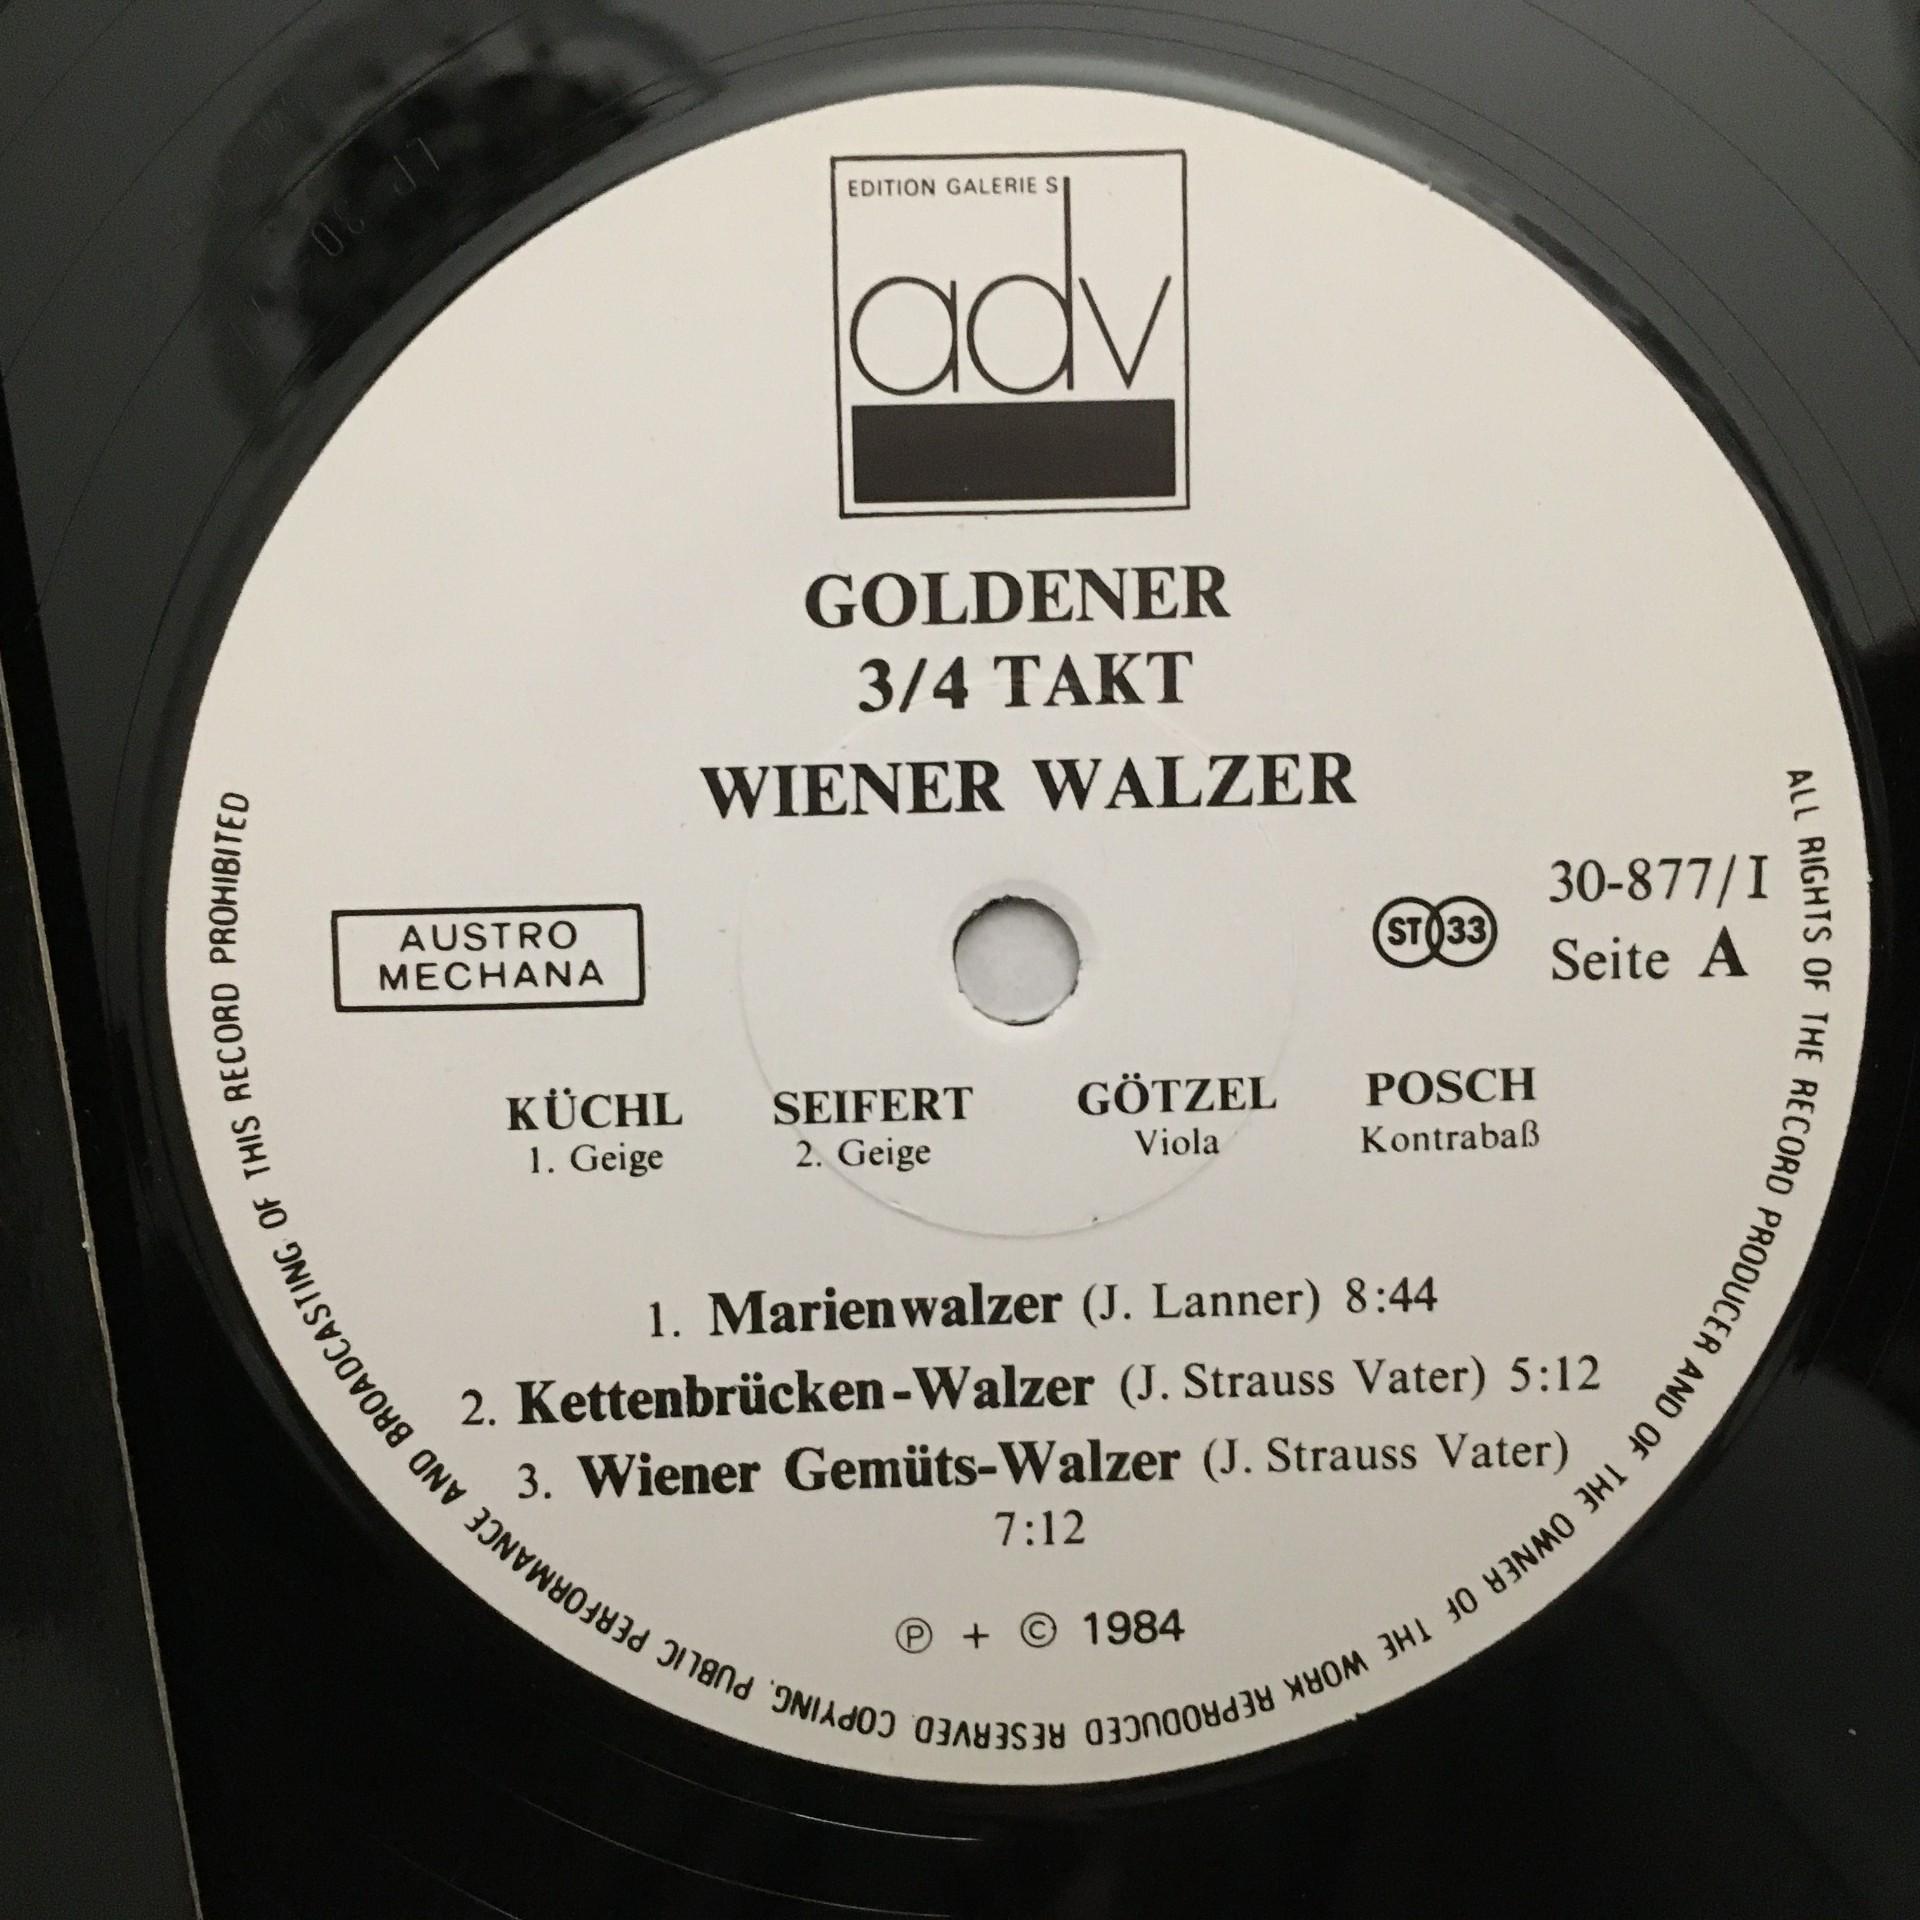 EDITION GALERIE S
adv
GOLDENER
3/4 TAKT
WIENER WALZER
AUSTRO
MECHANA
ST 33
30-877/I
Seite A
KÜCHL SEIFERT GÖTZEL POSCH
1. Geige 2. Geige Viola Kontrabaß
1. Marienwalzer (J. Lanner) 8:44
2. Kettenbrücken-Walzer (J. Strauss Vater) 5:12
3. Wiener Gemüts-Walzer (J. Strauss Vater)
7:12
Ⓟ + © 1984
ALL RIGHTS OF THE RECORD PRODUCER AND OF THE OWNER OF THE WORK REPRODUCED RESERVED. COPYING, PUBLIC PERFORMANCE AND BROADCASTING OF THIS RECORD PROHIBITED